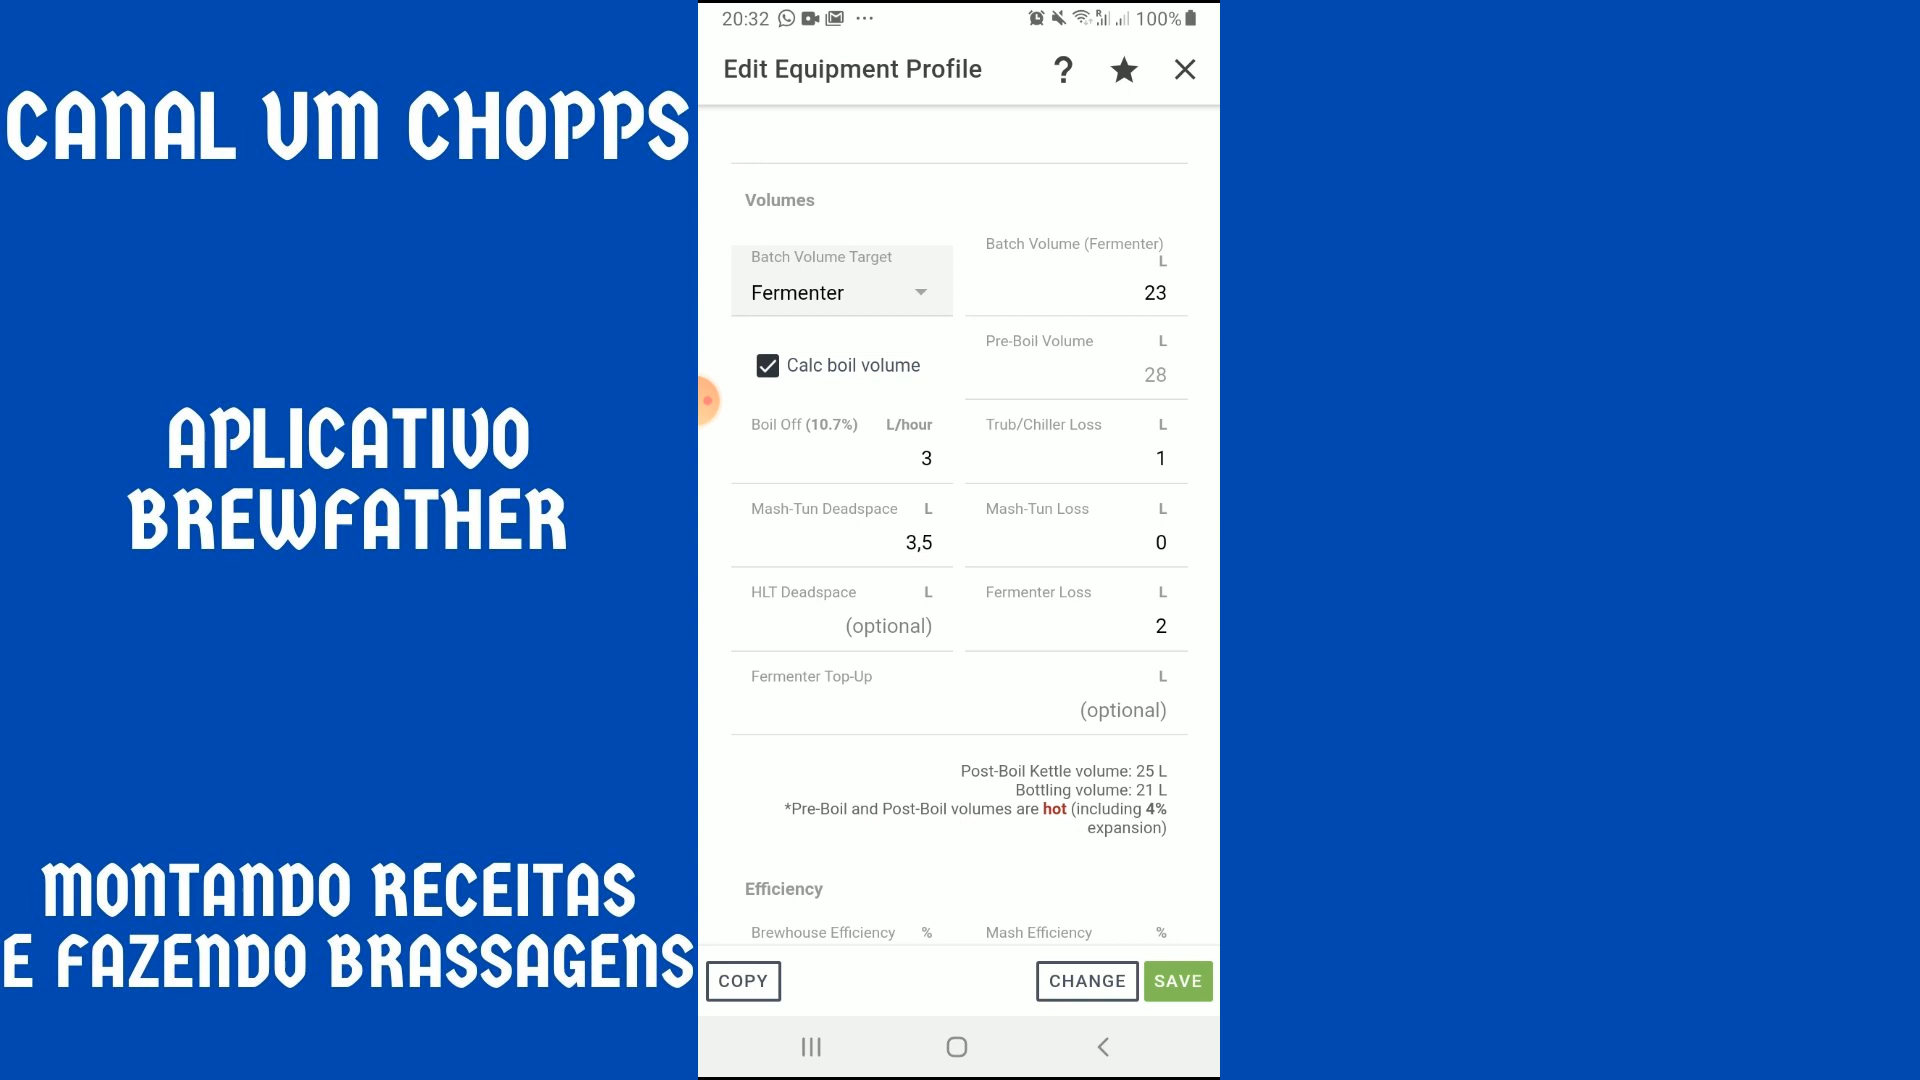 CANAL UM CHOPPS
APLICATIVO
BREWFATHER
MONTANDO RECEITAS
E FAZENDO BRASSAGENS
20:32
100%
Edit Equipment Profile
Volumes
Batch Volume Target
Fermenter
Batch Volume (Fermenter)
L
23
Calc boil volume
Pre-Boil Volume L
28
Boil Off (10.7%) L/hour
3
Trub/Chiller Loss L
1
Mash-Tun Deadspace L
3,5
Mash-Tun Loss L
0
HLT Deadspace L
(optional)
Fermenter Loss L
2
Fermenter Top-Up L
(optional)
Post-Boil Kettle volume: 25 L
Bottling volume: 21 L
*Pre-Boil and Post-Boil volumes are hot (including 4%
expansion)
Efficiency
Brewhouse Efficiency %
Mash Efficiency %
COPY
CHANGE
SAVE